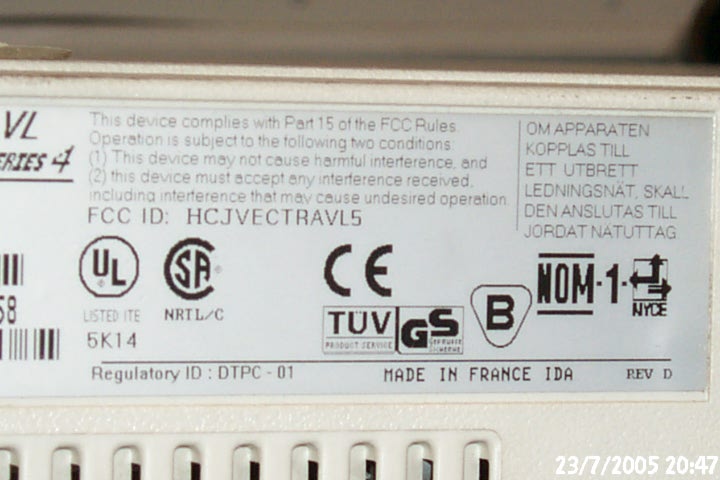 VL
ERIES 4
This device complies with Part 15 of the FCC Rules.
Operation is subject to the following two conditions:
(1) This device may not cause harmful interference, and
(2) this device must accept any interference received,
including interference that may cause undesired operation.
FCC ID: HCJVECTRAVL5
OM APPARATEN
KOPPLAS TILL
ETT UTBRETT
LEDNINGSNÄT, SKALL
DEN ANSLUTAS TILL
JORDAT NATUTTAG
58
UL
LISTED ITE
5K14
SA
NRTL/C
CE
TÜV
PRODUCT SERVICE
GS
GEPRÜFTE
SICHERHEIT
B
NOM-1-
NYCE
Regulatory ID : DTPC - 01
MADE IN FRANCE IDA
REV D
23/7/2005 20:47